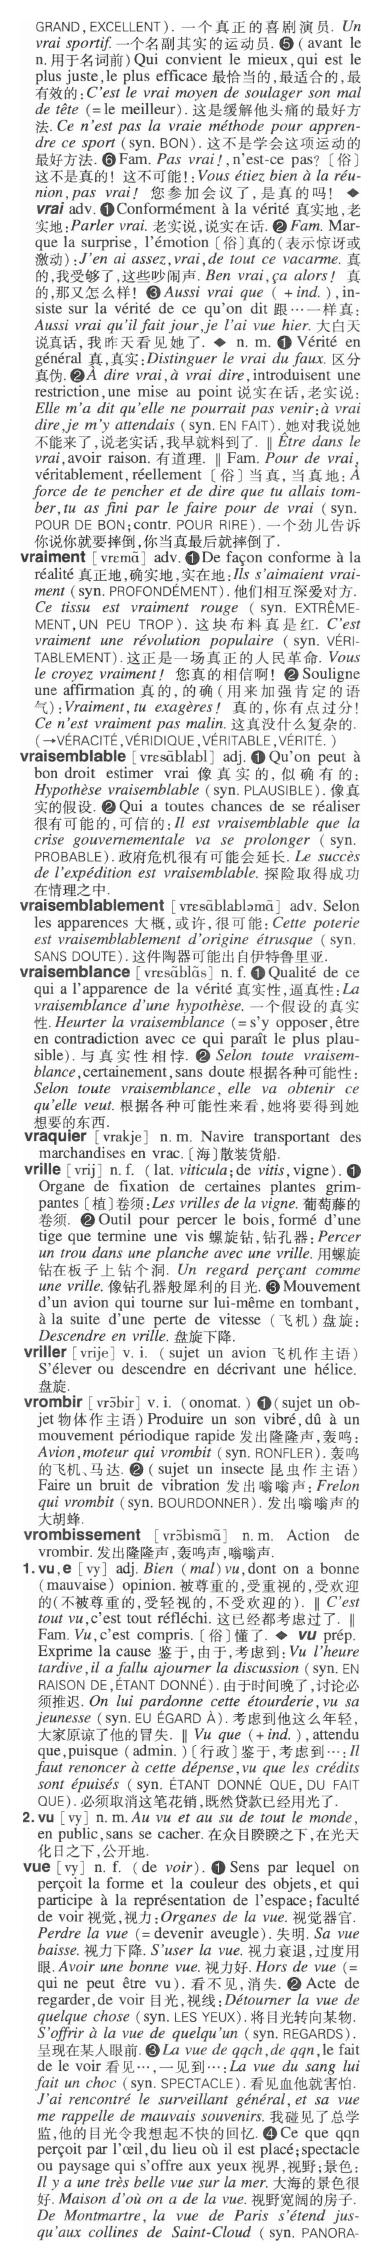 GRAND, EXCELLENT). 一个真正的喜剧演员. Un
vrai sportif. 一个名副其实的运动员. ❺ (avant le
n. 用于名词前) Qui convient le mieux, qui est le
plus juste, le plus efficace 最恰当的,最适合的,最
有效的: C'est le vrai moyen de soulager son mal
de tête (= le meilleur). 这是缓解他头痛的最好方
法. Ce n'est pas la vraie méthode pour appren-
dre ce sport (syn. BON). 这不是学会这项运动的
最好方法. ❻ Fam. Pas vrai!, n'est-ce pas? [俗]
这不是真的! 这不可能!: Vous étiez bien à la réu-
nion, pas vrai! 您参加会议了,是真的吗! ◆
vrai adv. ❶ Conformément à la vérité 真实地,老
实地: Parler vrai. 老实说,说实在话. ❷ Fam. Mar-
que la surprise, l'émotion [俗]真的(表示惊讶或
激动): J'en ai assez, vrai, de tout ce vacarme. 真
的,我受够了,这些吵闹声. Ben vrai, ça alors! 真
的,那又怎么样! ❸ Aussi vrai que (+ ind.), in-
siste sur la vérité de ce qu'on dit 跟…一样真:
Aussi vrai qu'il fait jour, je l'ai vue hier. 大白天
说真话,我昨天看见她了. ◆ n. m. ❶ Vérité en
général 真,真实: Distinguer le vrai du faux. 区分
真伪. ❷ À dire vrai, à vrai dire, introduisent une
restriction, une mise au point 说实在话,老实说:
Elle m'a dit qu'elle ne pourrait pas venir: à vrai
dire, je m'y attendais (syn. EN FAIT). 她对我说她
不能来了,说老实话,我早就料到了. ‖ Être dans le
vrai, avoir raison. 有道理. ‖ Fam. Pour de vrai,
véritablement, réellement [俗]当真,当真地: À
force de te pencher et de dire que tu allais tom-
ber, tu as fini par le faire pour de vrai (syn.
POUR DE BON; contr. POUR RIRE). 一个劲儿告诉
你说你就要摔倒,你当真最后就摔倒了.
vraiment [vrɛmɑ̃] adv. ❶ De façon conforme à la
réalité 真正地,确实地,实在地: Ils s'aimaient vrai-
ment (syn. PROFONDÉMENT). 他们相互深爱对方.
Ce tissu est vraiment rouge (syn. EXTRÊME-
MENT, UN PEU TROP). 这块布料真是红. C'est
vraiment une révolution populaire (syn. VÉRI-
TABLEMENT). 这正是一场真正的人民革命. Vous
le croyez vraiment! 您真的相信啊! ❷ Souligne
une affirmation 真的,的确(用来加强肯定的语
气): Vraiment, tu exagères! 真的,你有点过分!
Ce n'est vraiment pas malin. 这真没什么复杂的.
(→VÉRACITÉ, VÉRIDIQUE, VÉRITABLE, VÉRITÉ.)
vraisemblable [vrɛsɑ̃blabl] adj. ❶ Qu'on peut à
bon droit estimer vrai 像真实的,似确有的:
Hypothèse vraisemblable (syn. PLAUSIBLE). 像真
实的假设. ❷ Qui a toutes chances de se réaliser
很有可能的,可信的: Il est vraisemblable que la
crise gouvernementale va se prolonger (syn.
PROBABLE). 政府危机很有可能会延长. Le succès
de l'expédition est vraisemblable. 探险取得成功
在情理之中.
vraisemblablement [vrɛsɑ̃blabləmɑ̃] adv. Selon
les apparences 大概,或许,很可能: Cette poterie
est vraisemblablement d'origine étrusque (syn.
SANS DOUTE). 这件陶器可能出自伊特鲁里亚.
vraisemblance [vrɛsɑ̃blɑ̃s] n. f. ❶ Qualité de ce
qui a l'apparence de la vérité 真实性,逼真性: La
vraisemblance d'une hypothèse. 一个假设的真实
性. Heurter la vraisemblance (= s'y opposer, être
en contradiction avec ce qui paraît le plus plau-
sible). 与真实性相悖. ❷ Selon toute vraisem-
blance, certainement, sans doute 根据各种可能性:
Selon toute vraisemblance, elle va obtenir ce
qu'elle veut. 根据各种可能性来看,她将要得到她
想要的东西.
vraquier [vrakje] n. m. Navire transportant des
marchandises en vrac. [海]散装货船.
vrille [vrij] n. f. (lat. viticula; de vitis, vigne). ❶
Organe de fixation de certaines plantes grim-
pantes [植]卷须: Les vrilles de la vigne. 葡萄藤的
卷须. ❷ Outil pour percer le bois, formé d'une
tige que termine une vis 螺旋钻,钻孔器: Percer
un trou dans une planche avec une vrille. 用螺旋
钻在板子上钻个洞. Un regard perçant comme
une vrille. 像钻孔器般犀利的目光. ❸ Mouvement
d'un avion qui tourne sur lui-même en tombant,
à la suite d'une perte de vitesse (飞机)盘旋:
Descendre en vrille. 盘旋下降.
vriller [vrije] v. i. (sujet un avion 飞机作主语)
S'élever ou descendre en décrivant une hélice.
盘旋.
vrombir [vrɔ̃bir] v. i. (onomat.) ❶ (sujet un ob-
jet 物体作主语) Produire un son vibré, dû à un
mouvement périodique rapide 发出隆隆声,轰鸣:
Avion, moteur qui vrombit (syn. RONFLER). 轰鸣
的飞机、马达. ❷ (sujet un insecte 昆虫作主语)
Faire un bruit de vibration 发出嗡嗡声: Frelon
qui vrombit (syn. BOURDONNER). 发出嗡嗡声的
大胡蜂.
vrombissement [vrɔ̃bismɑ̃] n. m. Action de
vrombir. 发出隆隆声,轰鸣声,嗡嗡声.
1. vu, e [vy] adj. Bien (mal) vu, dont on a bonne
(mauvaise) opinion. 被尊重的,受重视的,受欢迎
的(不被尊重的,受轻视的,不受欢迎的). ‖ C'est
tout vu, c'est tout réfléchi. 这已经都考虑过了. ‖
Fam. Vu, c'est compris. [俗]懂了. ◆ vu prép.
Exprime la cause 鉴于,由于,考虑到: Vu l'heure
tardive, il a fallu ajourner la discussion (syn. EN
RAISON DE, ÉTANT DONNÉ). 由于时间晚了,讨论必
须推迟. On lui pardonne cette étourderie, vu sa
jeunesse (syn. EU ÉGARD À). 考虑到他这么年轻,
大家原谅了他的冒失. ‖ Vu que (+ ind.), attendu
que, puisque (admin.) [行政]鉴于,考虑到…: Il
faut renoncer à cette dépense, vu que les crédits
sont épuisés (syn. ÉTANT DONNÉ QUE, DU FAIT
QUE). 必须取消这笔花销,既然贷款已经用光了.
2. vu [vy] n. m. Au vu et au su de tout le monde,
en public, sans se cacher. 在众目睽睽之下,在光天
化日之下,公开地.
vue [vy] n. f. (de voir). ❶ Sens par lequel on
perçoit la forme et la couleur des objets, et qui
participe à la représentation de l'espace; faculté
de voir 视觉,视力: Organes de la vue. 视觉器官.
Perdre la vue (= devenir aveugle). 失明. Sa vue
baisse. 视力下降. S'user la vue. 视力衰退,过度用
眼. Avoir une bonne vue. 视力好. Hors de vue (=
qui ne peut être vu). 看不见,消失. ❷ Acte de
regarder, de voir 目光,视线: Détourner la vue de
quelque chose (syn. LES YEUX). 将目光转向某物.
S'offrir à la vue de quelqu'un (syn. REGARDS).
呈现在某人眼前. ❸ La vue de qqch, de qqn, le fait
de le voir 看见…,一见到…: La vue du sang lui
fait un choc (syn. SPECTACLE). 看见血他就害怕.
J'ai rencontré le surveillant général, et sa vue
me rappelle de mauvais souvenirs. 我碰见了总学
监,他的目光令我想起不快的回忆. ❹ Ce que qqn
perçoit par l'œil, du lieu où il est placé; spectacle
ou paysage qui s'offre aux yeux 视界,视野;景色:
Il y a une très belle vue sur la mer. 大海的景色很
好. Maison d'où on a de la vue. 视野宽阔的房子.
De Montmartre, la vue de Paris s'étend jus-
qu'aux collines de Saint-Cloud (syn. PANORA-